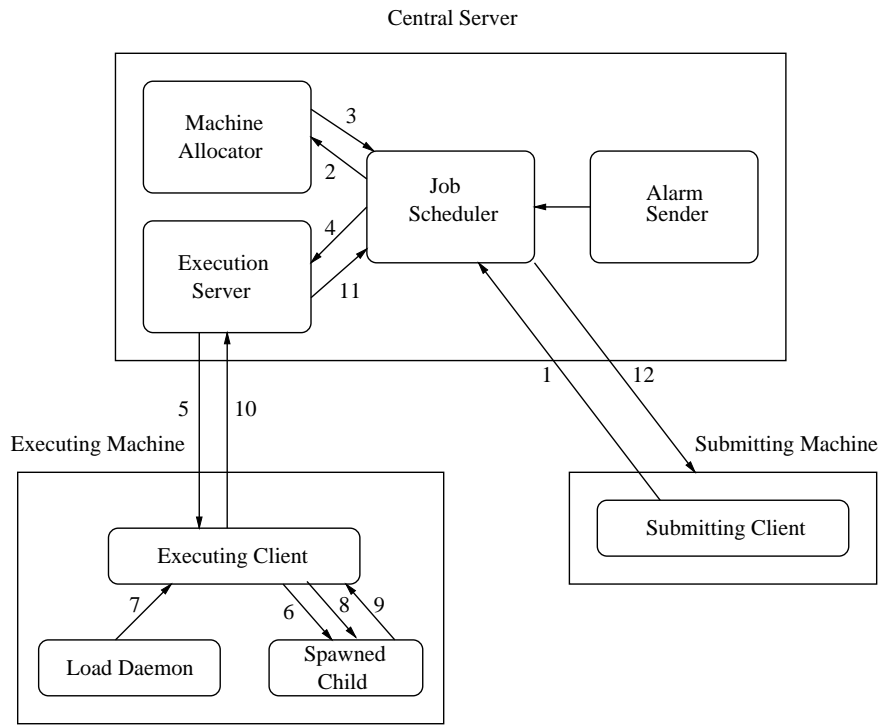 Central Server
Machine
Allocator
3
2
Job
Scheduler
Alarm
Sender
4
Execution
Server
11
1
12
5
10
Executing Machine
Submitting Machine
Submitting Client
Executing Client
7
6
8
9
Load Daemon
Spawned
Child